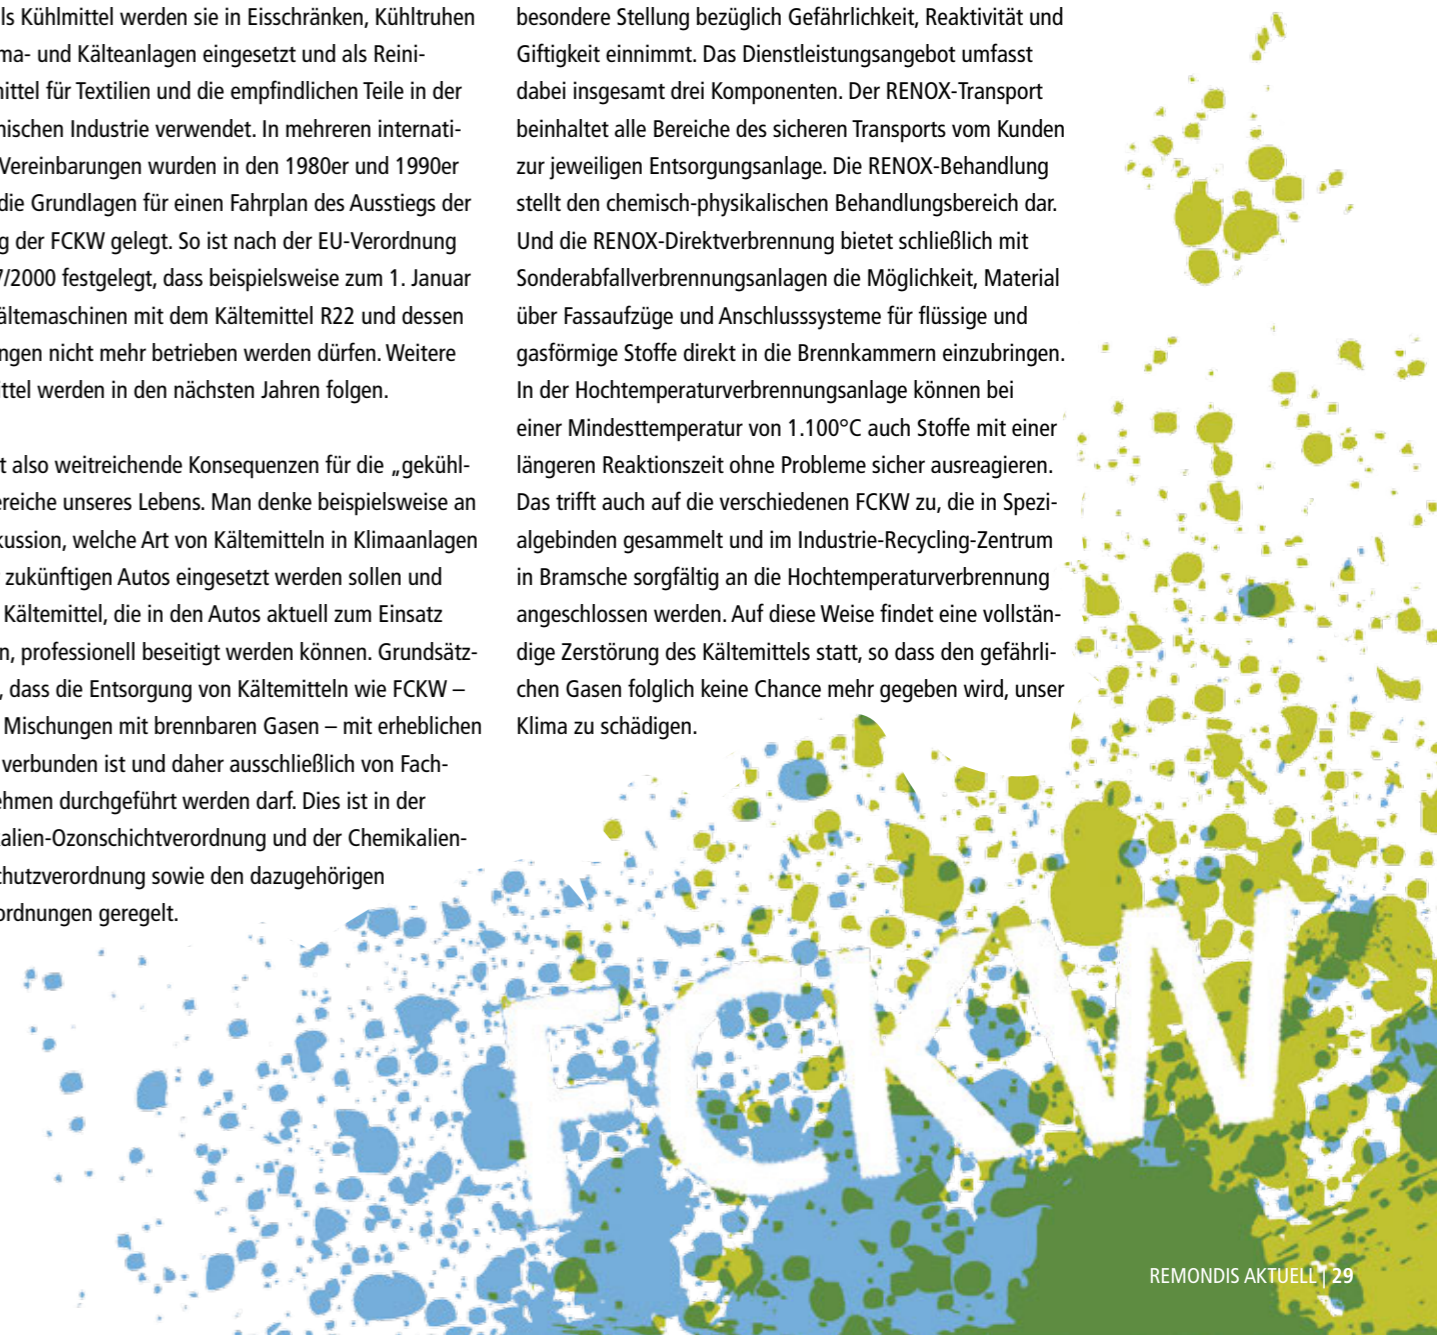 ls Kühlmittel werden sie in Eisschränken, Kühltruhen
ma- und Kälteanlagen eingesetzt und als Reini-
nittel für Textilien und die empfindlichen Teile in der
nischen Industrie verwendet. In mehreren internati-
Vereinbarungen wurden in den 1980er und 1990er
die Grundlagen für einen Fahrplan des Ausstiegs der
g der FCKW gelegt. So ist nach der EU-Verordnung
7/2000 festgelegt, dass beispielsweise zum 1. Januar
ältemaschinen mit dem Kältemittel R22 und dessen
ngen nicht mehr betrieben werden dürfen. Weitere
ittel werden in den nächsten Jahren folgen.
t also weitreichende Konsequenzen für die „gekühl-
ereiche unseres Lebens. Man denke beispielsweise an
kussion, welche Art von Kältemitteln in Klimaanlagen
zukünftigen Autos eingesetzt werden sollen und
Kältemittel, die in den Autos aktuell zum Einsatz
n, professionell beseitigt werden können. Grundsätz-
, dass die Entsorgung von Kältemitteln wie FCKW –
Mischungen mit brennbaren Gasen – mit erheblichen
verbunden ist und daher ausschließlich von Fach-
ehmen durchgeführt werden darf. Dies ist in der
alien-Ozonschichtverordnung und der Chemikalien-
chutzverordnung sowie den dazugehörigen
ordnungen geregelt.
besondere Stellung bezüglich Gefährlichkeit, Reaktivität und
Giftigkeit einnimmt. Das Dienstleistungsangebot umfasst
dabei insgesamt drei Komponenten. Der RENOX-Transport
beinhaltet alle Bereiche des sicheren Transports vom Kunden
zur jeweiligen Entsorgungsanlage. Die RENOX-Behandlung
stellt den chemisch-physikalischen Behandlungsbereich dar.
Und die RENOX-Direktverbrennung bietet schließlich mit
Sonderabfallverbrennungsanlagen die Möglichkeit, Material
über Fassaufzüge und Anschlusssysteme für flüssige und
gasförmige Stoffe direkt in die Brennkammern einzubringen.
In der Hochtemperaturverbrennungsanlage können bei
einer Mindesttemperatur von 1.100°C auch Stoffe mit einer
längeren Reaktionszeit ohne Probleme sicher ausreagieren.
Das trifft auch auf die verschiedenen FCKW zu, die in Spezi-
algebinden gesammelt und im Industrie-Recycling-Zentrum
in Bramsche sorgfältig an die Hochtemperaturverbrennung
angeschlossen werden. Auf diese Weise findet eine vollstän-
dige Zerstörung des Kältemittels statt, so dass den gefährli-
chen Gasen folglich keine Chance mehr gegeben wird, unser
Klima zu schädigen.
FCKW
REMONDIS AKTUELL | 29